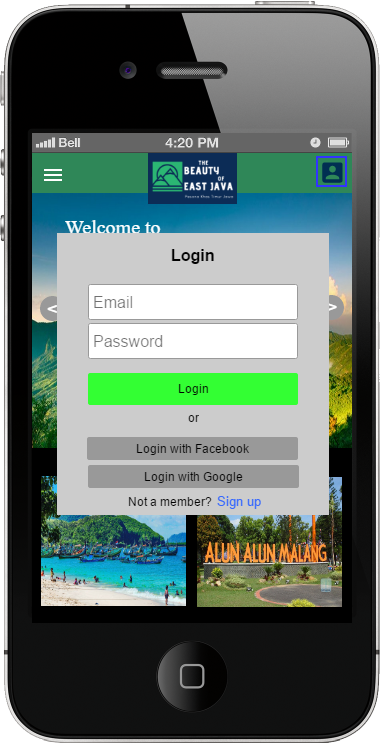 Bell 4:20 PM
THE
BEAUTY
OF
EAST JAVA
Welcome to
Login
< >
Email
Password
Login
or
Login with Facebook
Login with Google
Not a member? Sign up
ALUN ALUN MALANG